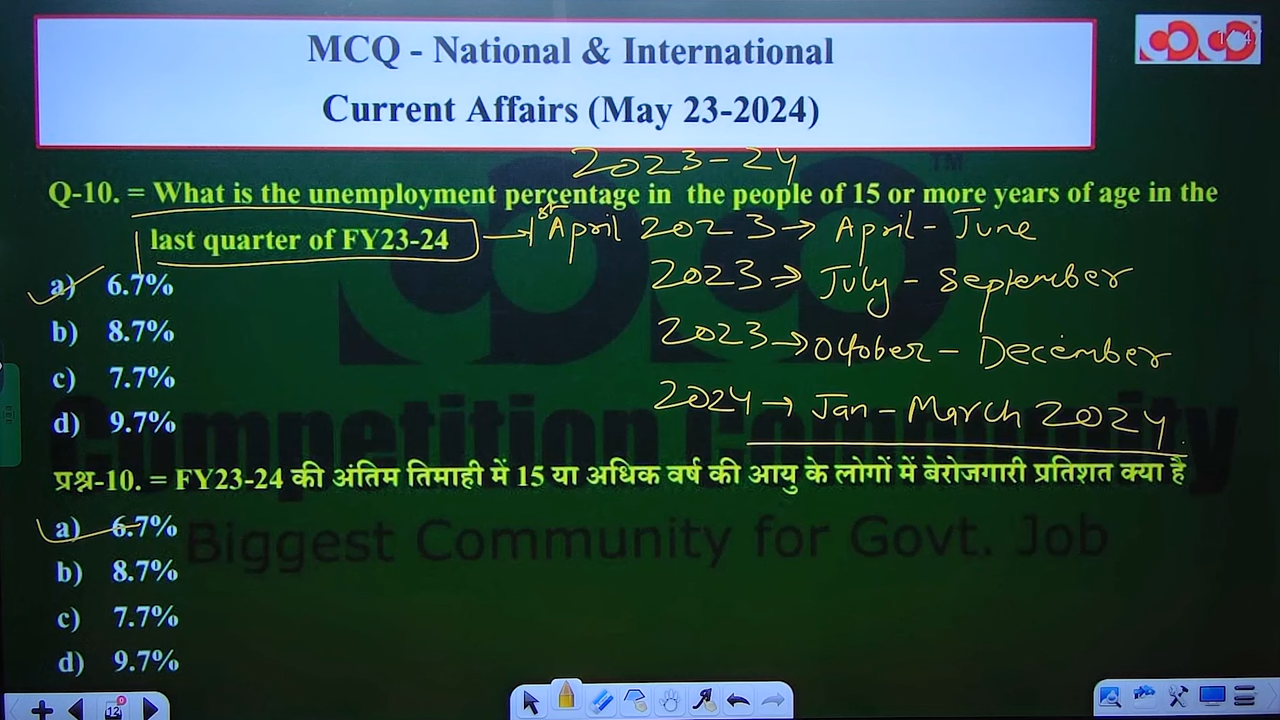 MCQ - National & International
Current Affairs (May 23-2024)
2023-24
TM
Q-10. = What is the unemployment percentage in the people of 15 or more years of age in the
last quarter of FY23-24 → 1st April 2023 → April - June
2023 → July - September
a) 6.7%
b) 8.7%
2023 → October - December
c) 7.7%
2024 → Jan - March 2024
d) 9.7%
Competition Community
प्रश्न-10. = FY23-24 की अंतिम तिमाही में 15 या अधिक वर्ष की आयु के लोगों में बेरोजगारी प्रतिशत क्या है
a) 6.7%
Biggest Community for Govt. Job
b) 8.7%
c) 7.7%
d) 9.7%
12